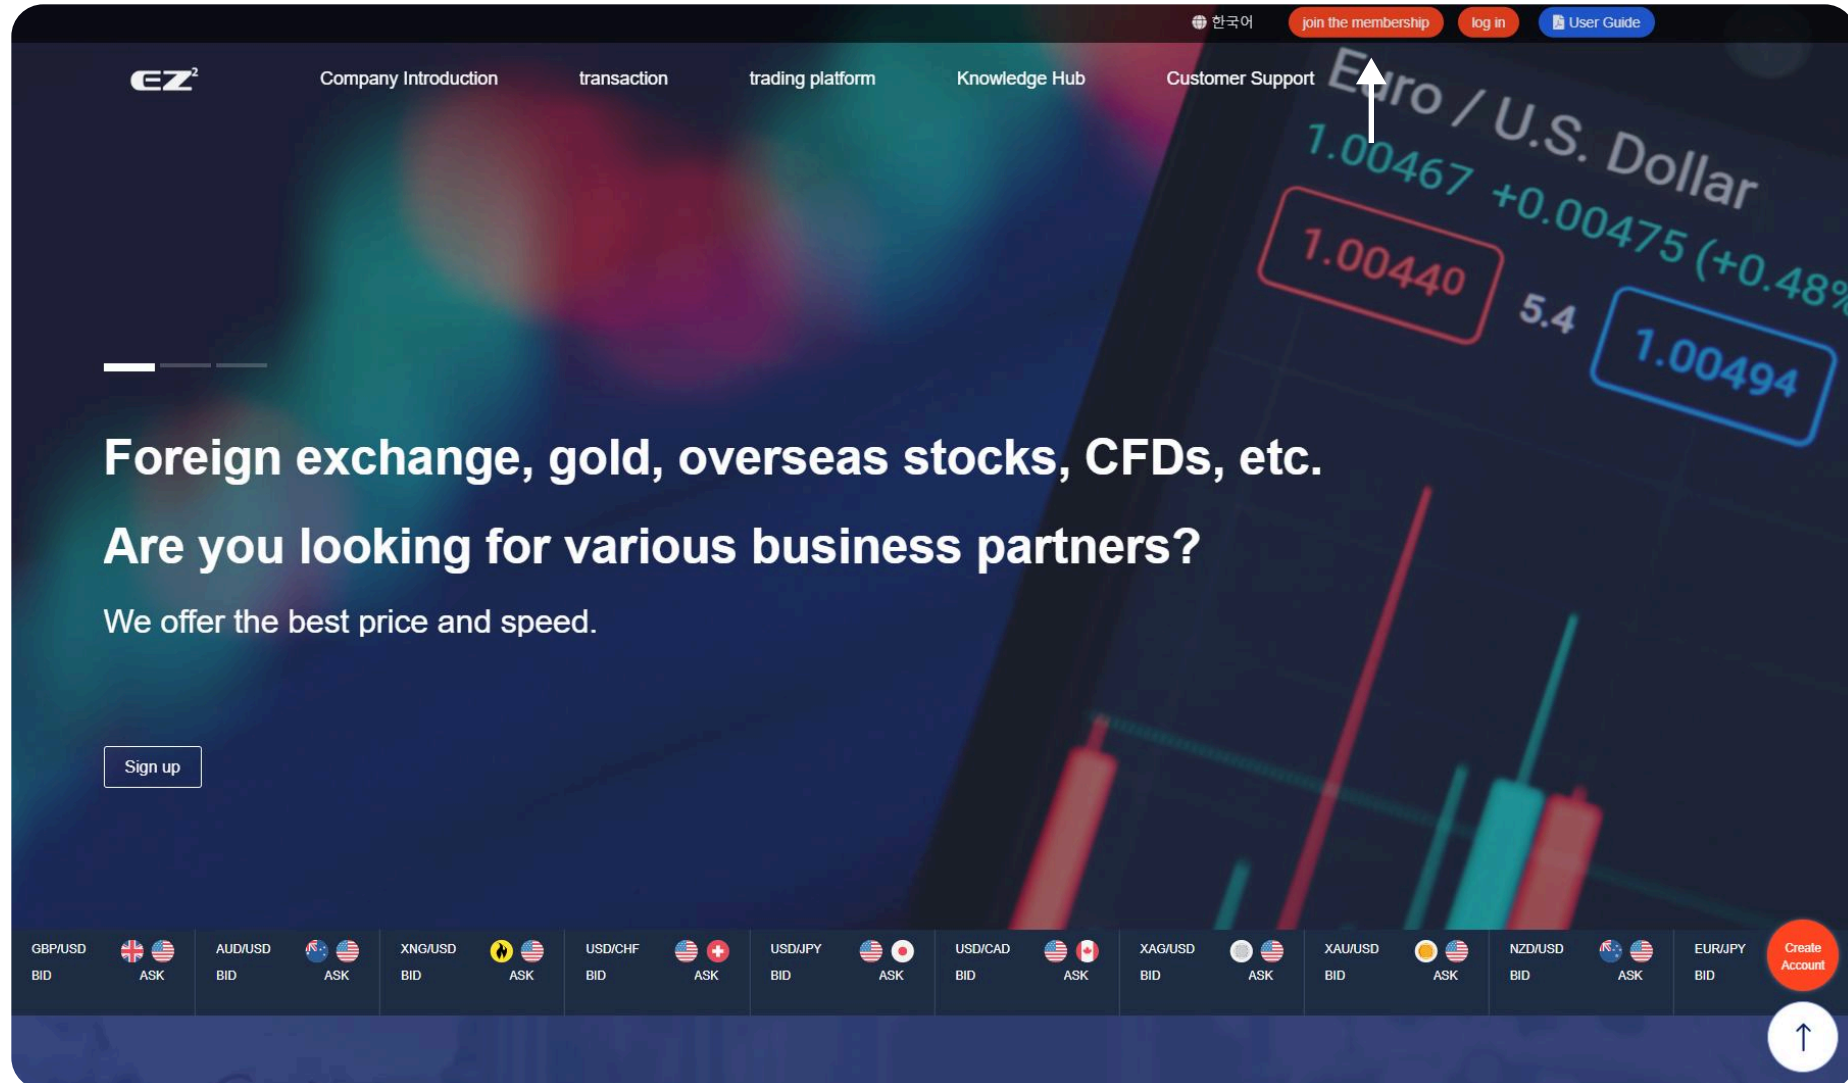 한국어 join the membership log in User Guide
EZ² Company Introduction transaction trading platform Knowledge Hub Customer Support
Euro / U.S. Dollar
1.00467 +0.00475 (+0.48%
1.00440 5.4 1.00494
Foreign exchange, gold, overseas stocks, CFDs, etc.
Are you looking for various business partners?
We offer the best price and speed.
Sign up
GBP/USD AUD/USD XNG/USD USD/CHF USD/JPY USD/CAD XAG/USD XAU/USD NZD/USD EUR/JPY
BID ASK BID ASK BID ASK BID ASK BID ASK BID ASK BID ASK BID ASK BID ASK BID
Create
Account